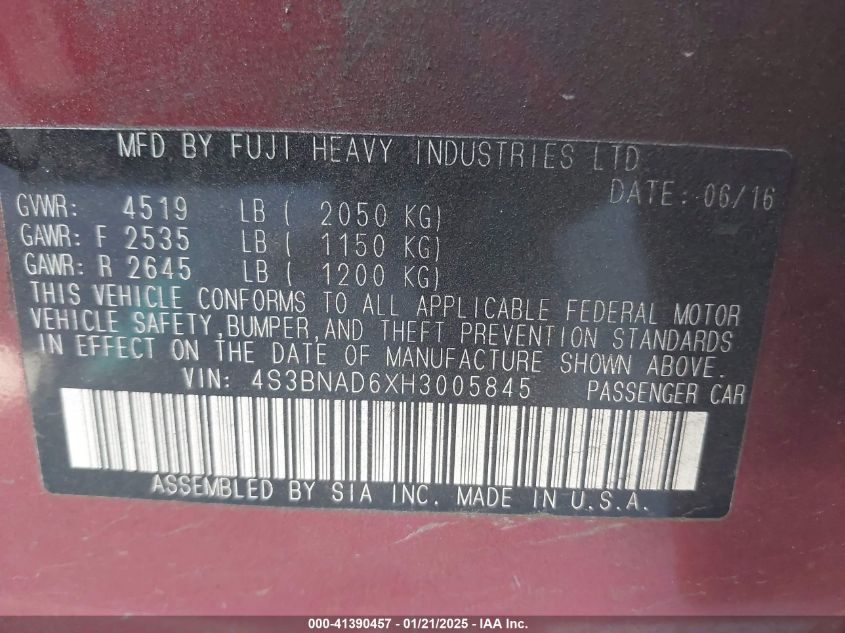 MFD BY FUJI HEAVY INDUSTRIES LTD
DATE: 06/16
GVWR: 4519 LB ( 2050 KG)
GAWR: F 2535 LB ( 1150 KG)
GAWR: R 2645 LB ( 1200 KG)
THIS VEHICLE CONFORMS TO ALL APPLICABLE FEDERAL MOTOR
VEHICLE SAFETY, BUMPER, AND THEFT PREVENTION STANDARDS
IN EFFECT ON THE DATE OF MANUFACTURE SHOWN ABOVE.
VIN: 4S3BNAD6XH3005845 PASSENGER CAR
ASSEMBLED BY SIA INC. MADE IN U.S.A.
000-41390457 - 01/21/2025 - IAA Inc.